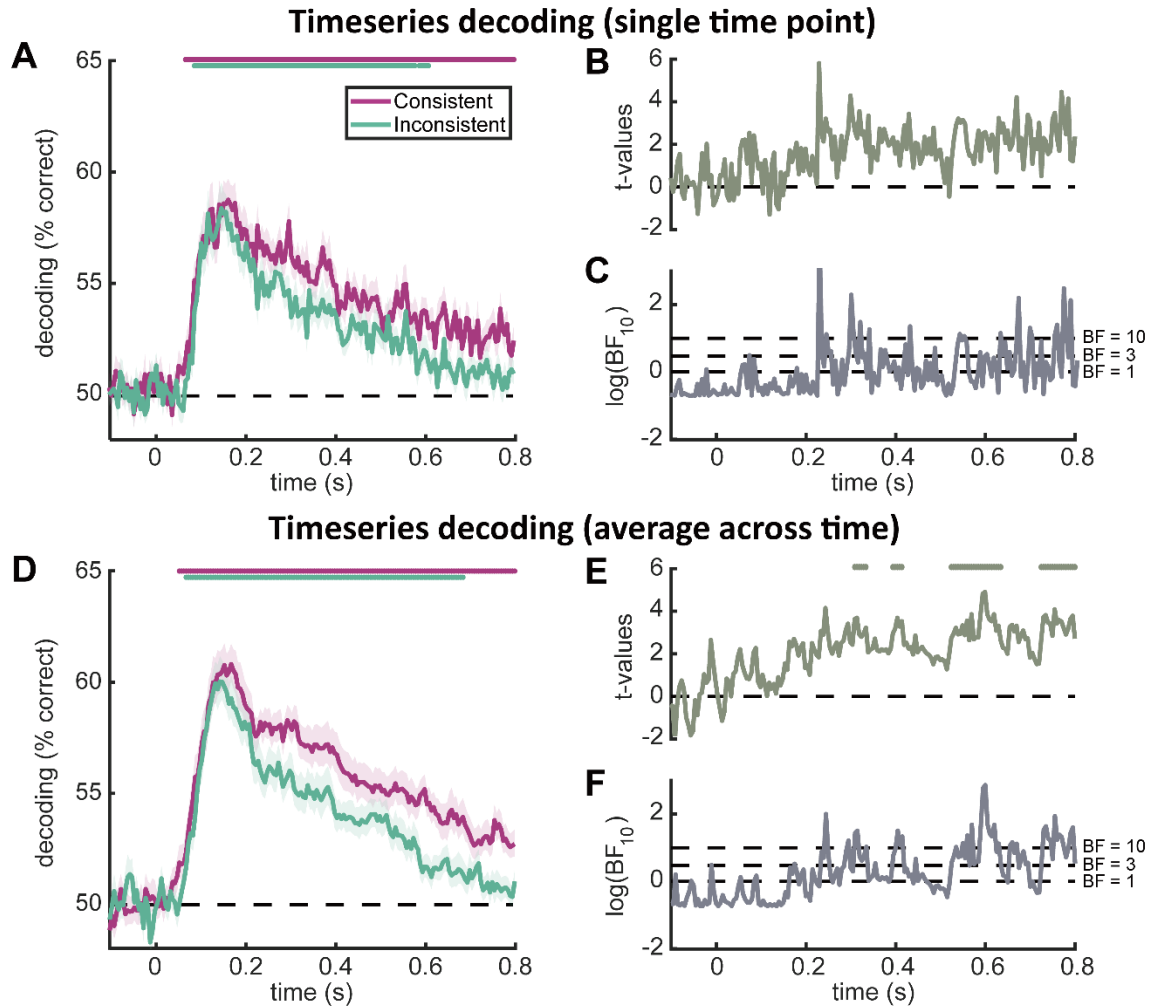 Timeseries decoding (single time point)
A
65
60
55
50
decoding (% correct)
Consistent
Inconsistent
0
0.2
0.4
0.6
0.8
time (s)
B
6
4
2
0
-2
t-values
C
2
0
-2
log(BF10)
BF = 10
BF = 3
BF = 1
0
0.2
0.4
0.6
0.8
time (s)
Timeseries decoding (average across time)
D
65
60
55
50
decoding (% correct)
0
0.2
0.4
0.6
0.8
time (s)
E
6
4
2
0
-2
t-values
F
2
0
-2
log(BF10)
BF = 10
BF = 3
BF = 1
0
0.2
0.4
0.6
0.8
time (s)